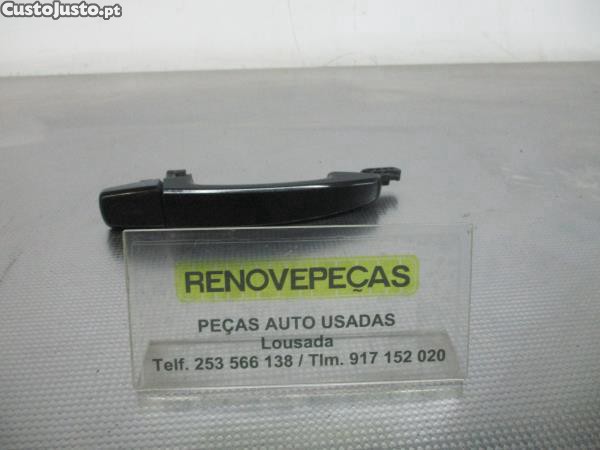 CustoJusto.pt
RENOVEPEÇAS
PEÇAS AUTO USADAS
Lousada
Telf. 253 566 138 / Tlm. 917 152 020